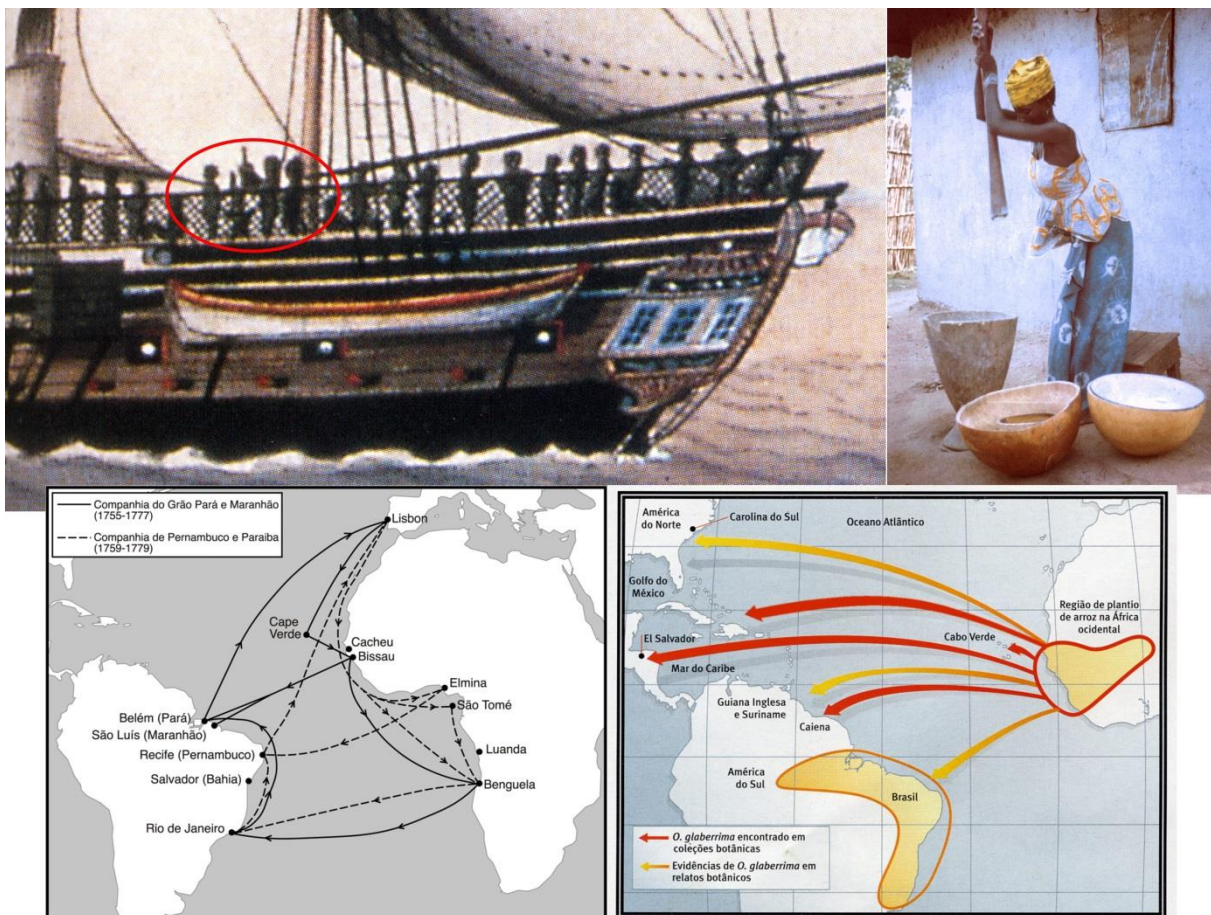 Companhia do Grão Pará e Maranhão
(1755-1777)
Companhia de Pernambuco e Paraiba
(1759-1779)
Lisbon
Cape
Verde
Cacheu
Bissau
Elmina
São Tomé
Belém (Pará)
São Luís (Maranhão)
Recife (Pernambuco)
Luanda
Salvador (Bahia)
Benguela
Rio de Janeiro
América
do Norte
Carolina do Sul
Oceano Atlântico
Golfo do
México
Região de plantio
de arroz na África
ocidental
El Salvador
Cabo Verde
Mar do Caribe
Guiana Inglesa
e Suriname
Caiena
América
do Sul
Brasil
O. glaberrima encontrado em
coleções botânicas
Evidências de O. glaberrima em
relatos botânicos